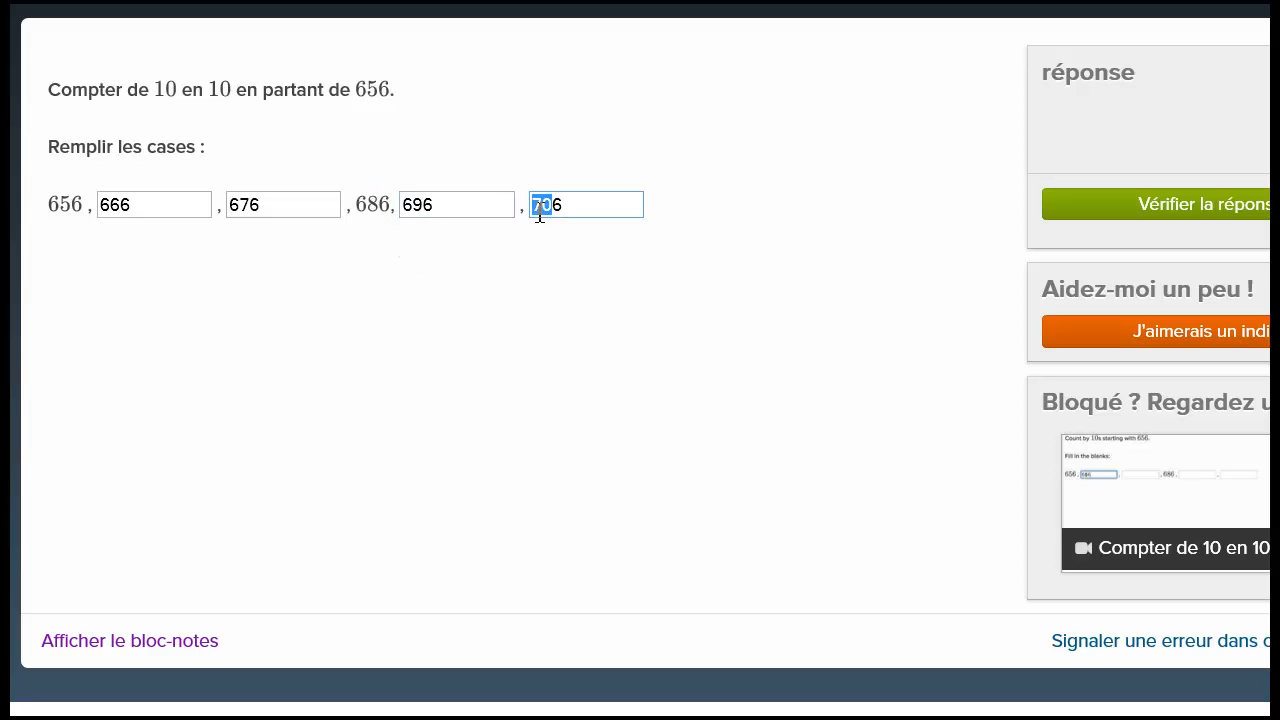 Compter de 10 en 10 en partant de 656.
Remplir les cases :
656 , 666 , 676 , 686, 696 , 706
réponse
Vérifier la répons
Aidez-moi un peu !
J'aimerais un indi
Bloqué ? Regardez u
Count by 10s starting with 656.
Fill in the blanks:
656 , , , 686 , ,
Compter de 10 en 10
Afficher le bloc-notes
Signaler une erreur dans c